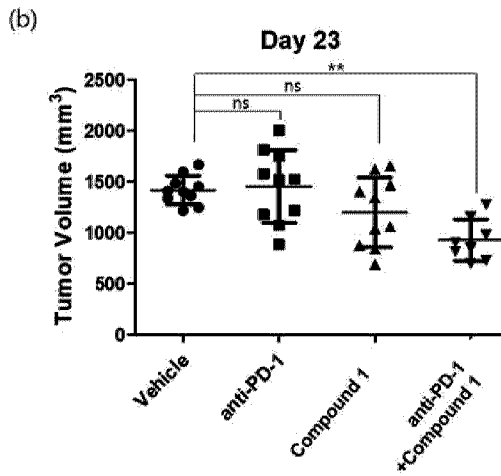 (b)
Day 23
**
ns
ns
Tumor Volume (mm³)
2500
2000
1500
1000
500
0
Vehicle
anti-PD-1
Compound 1
anti-PD-1
+Compound 1